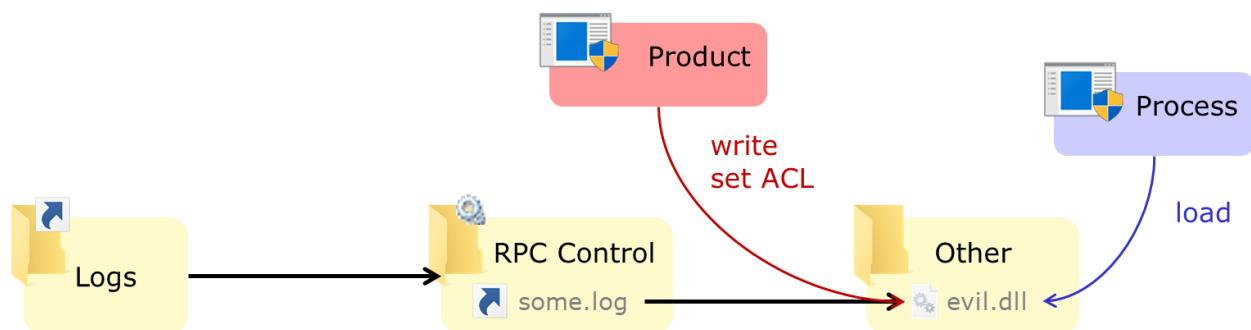 Product
Process
write
set ACL
load
Logs
RPC Control
some.log
Other
evil.dll